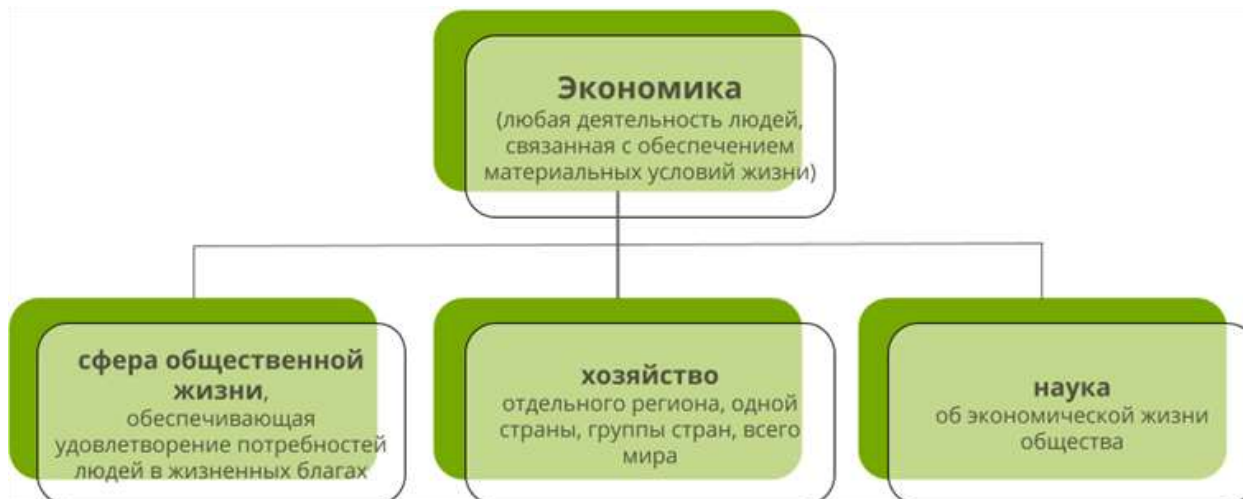 Экономика
(любая деятельность людей,
связанная с обеспечением
материальных условий жизни)
сфера общественной
жизни,
обеспечивающая
удовлетворение потребностей
людей в жизненных благах
хозяйство
отдельного региона, одной
страны, группы стран, всего
мира
наука
об экономической жизни
общества